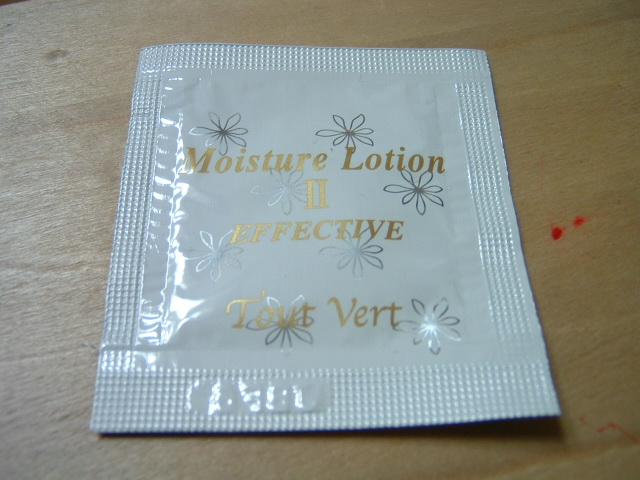 Moisture Lotion
II
EFFECTIVE
Tout Vert